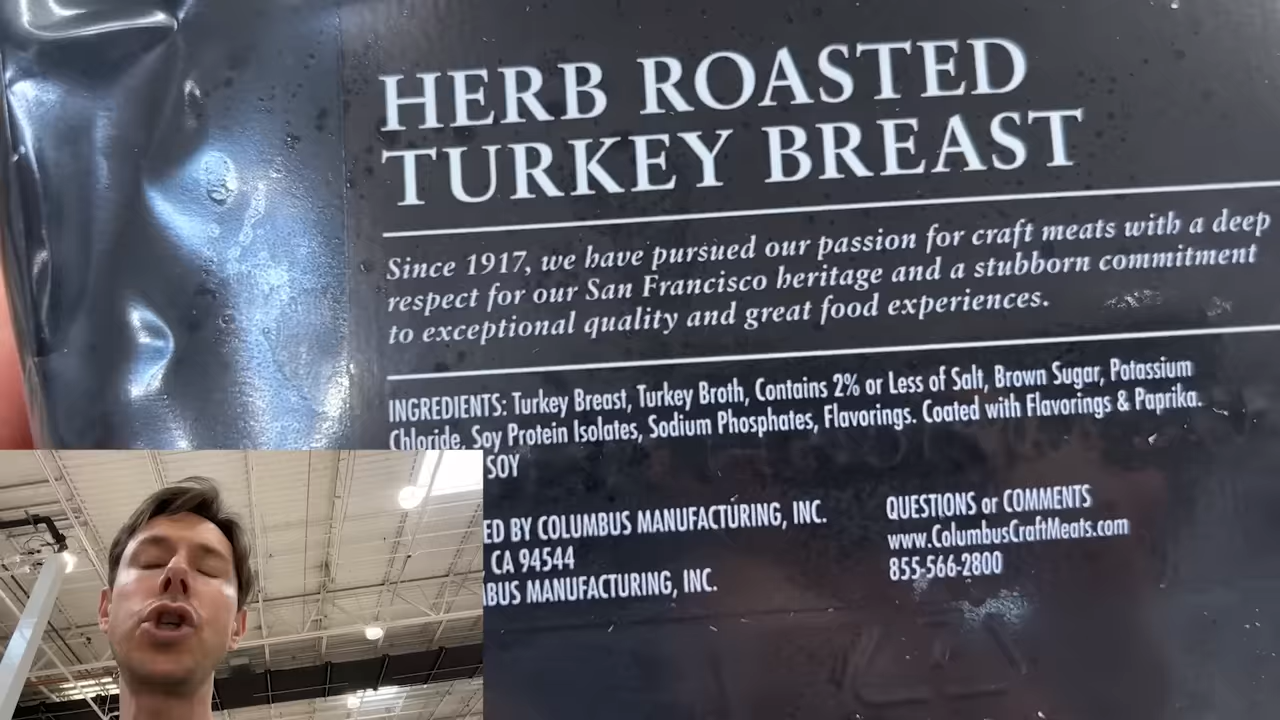 HERB ROASTED
TURKEY BREAST
Since 1917, we have pursued our passion for craft meats with a deep
respect for our San Francisco heritage and a stubborn commitment
to exceptional quality and great food experiences.
INGREDIENTS: Turkey Breast, Turkey Broth, Contains 2% or Less of Salt, Brown Sugar, Potassium
Chloride, Soy Protein Isolates, Sodium Phosphates, Flavorings. Coated with Flavorings & Paprika.
SOY
ED BY COLUMBUS MANUFACTURING, INC.
CA 94544
BUS MANUFACTURING, INC.
QUESTIONS or COMMENTS
www.ColumbusCraftMeats.com
855-566-2800